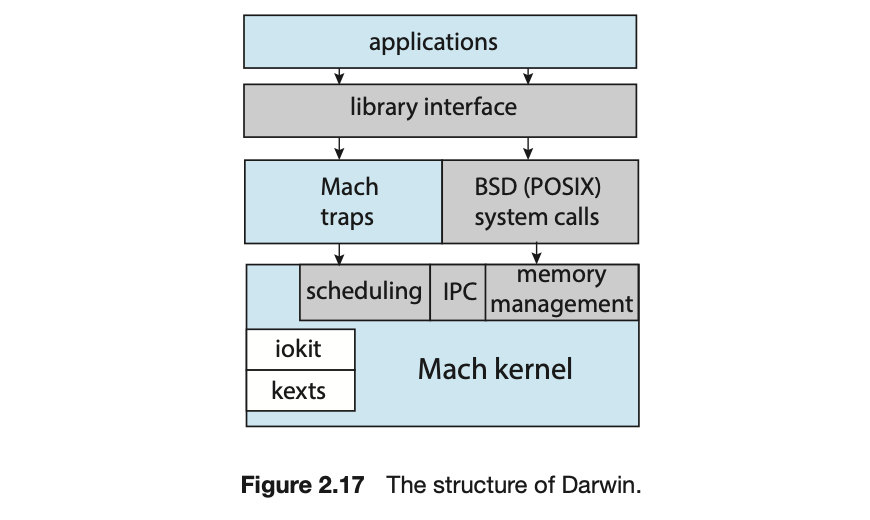 applications
library interface
Mach
traps
BSD (POSIX)
system calls
scheduling
IPC
memory
management
iokit
kexts
Mach kernel
Figure 2.17 The structure of Darwin.